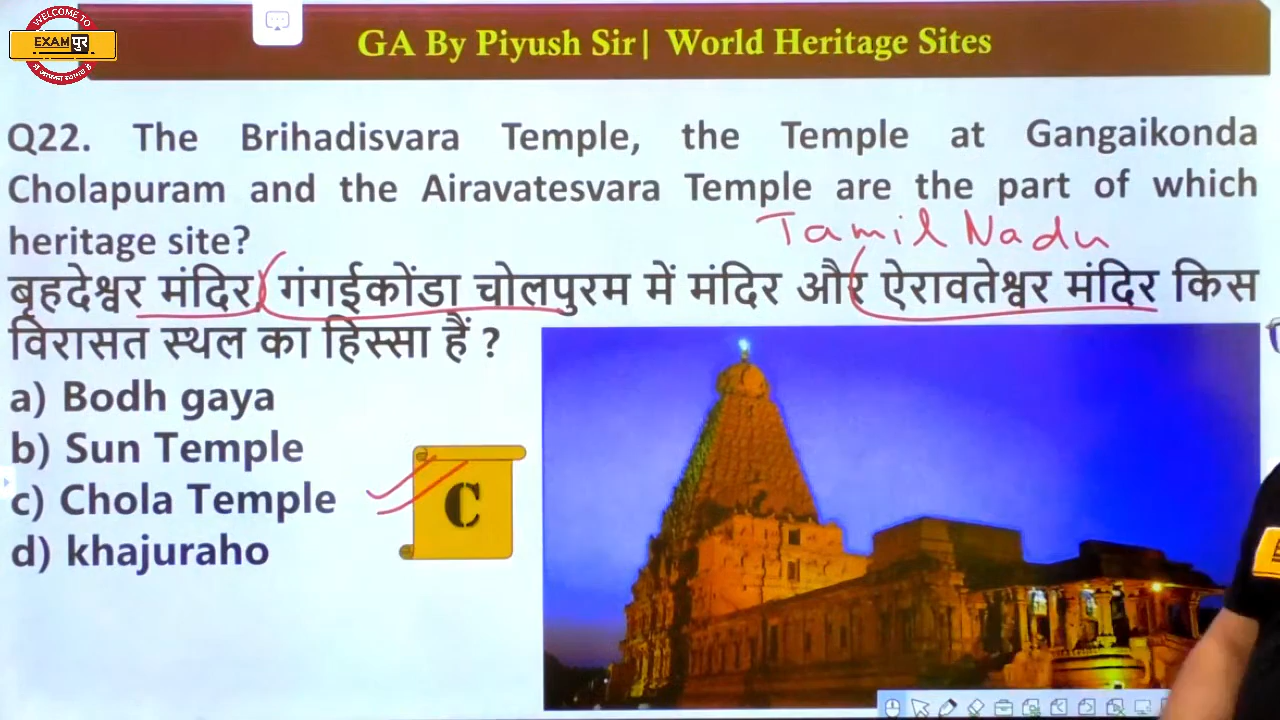 WELCOME TO
EXAMपुर
GA By Piyush Sir| World Heritage Sites
Q22. The Brihadisvara Temple, the Temple at Gangaikonda
Cholapuram and the Airavatesvara Temple are the part of which
heritage site?
Tamil Nadu
बृहदेश्वर मंदिर, गंगईकोंडा चोलपुरम में मंदिर और ऐरावतेश्वर मंदिर किस
विरासत स्थल का हिस्सा हैं ?
a) Bodh gaya
b) Sun Temple
c) Chola Temple
C
d) khajuraho